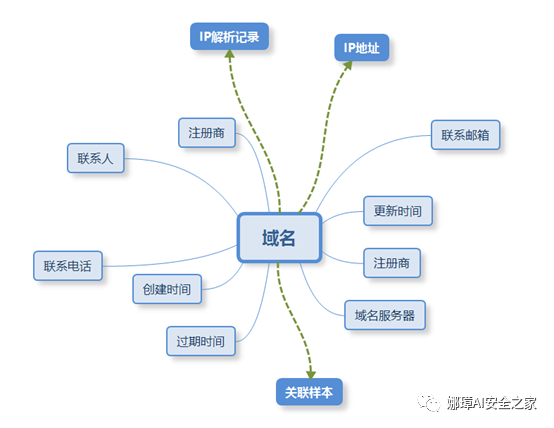 IP解析记录
IP地址
注册商
联系邮箱
联系人
更新时间
域名
联系电话
注册商
创建时间
域名服务器
过期时间
关联样本
娜璋AI安全之家